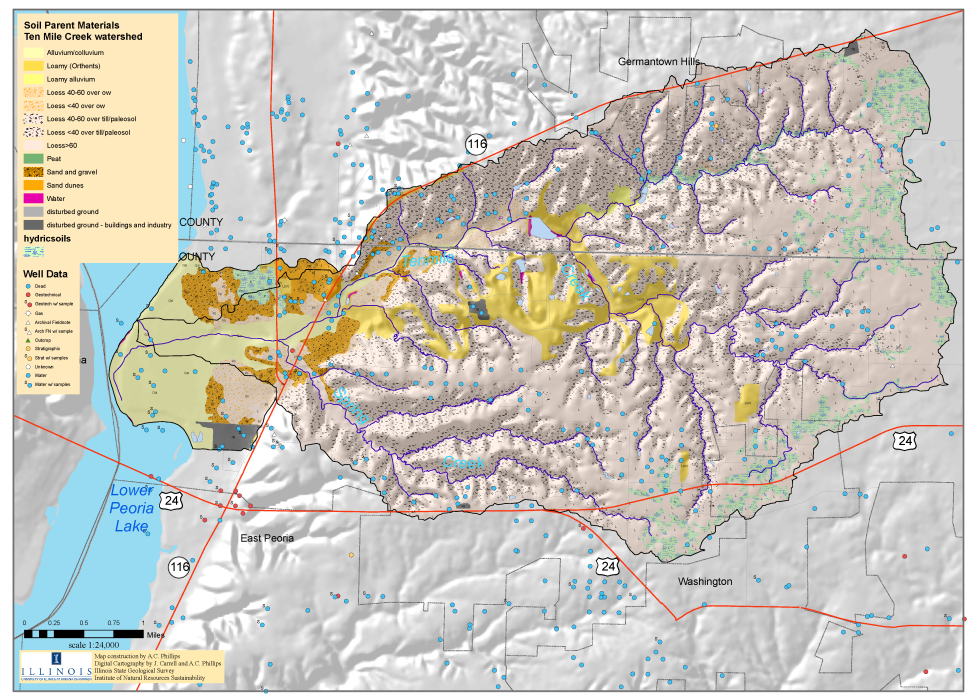 Soil Parent Materials
Ten Mile Creek watershed
Alluvium/colluvium
Loamy (Orthents)
Loamy alluvium
Loess 40-60 over ow
Loess <40 over ow
Loess 40-60 over till/paleosol
Loess <40 over till/paleosol
Loess>60
Peat
Sand and gravel
Sand dunes
Water
disturbed ground
disturbed ground - buildings and industry
hydricsoils
Well Data
Dead
Geotechnical
Geotech w/ sample
Gas
Archival Fieldnote
Arch FN w/ sample
Outcrop
Stratigraphic
Strat w/ samples
Unknown
Water
Water w/ samples
Germantown Hills
116
COUNTY
OUNTY
Tenmile
Creek
a
Creek
24
Lower
Peoria
Lake
24
East Peoria
116
24
Washington
0 0.25 0.5 0.75 1
Miles
scale 1:24,000
I
ILLINOIS
Map construction by A.C. Phillips
Digital Cartography by J. Carrell and A.C. Phillips
Illinois State Geological Survey
Institute of Natural Resources Sustainability